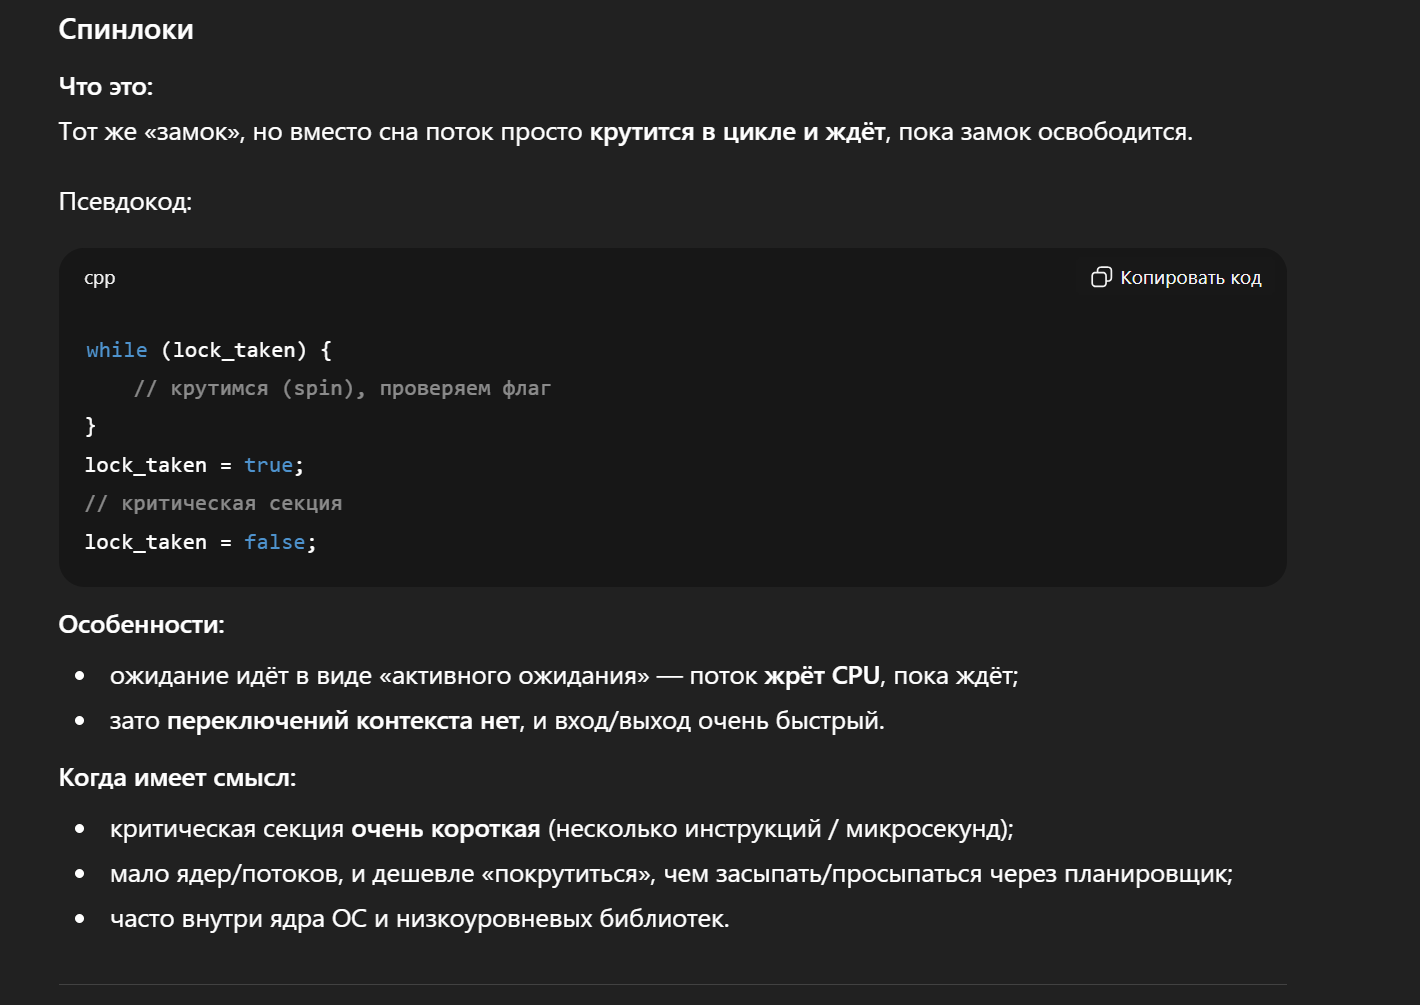 Спинлоки
Что это:
Тот же «замок», но вместо сна поток просто крутится в цикле и ждёт, пока замок освободится.
Псевдокод:
cpp
Копировать код
while (lock_taken) {
    // крутимся (spin), проверяем флаг
}
lock_taken = true;
// критическая секция
lock_taken = false;
Особенности:
• ожидание идёт в виде «активного ожидания» — поток жрёт CPU, пока ждёт;
• зато переключений контекста нет, и вход/выход очень быстрый.
Когда имеет смысл:
• критическая секция очень короткая (несколько инструкций / микросекунд);
• мало ядер/потоков, и дешевле «покрутиться», чем засыпать/просыпаться через планировщик;
• часто внутри ядра ОС и низкоуровневых библиотек.